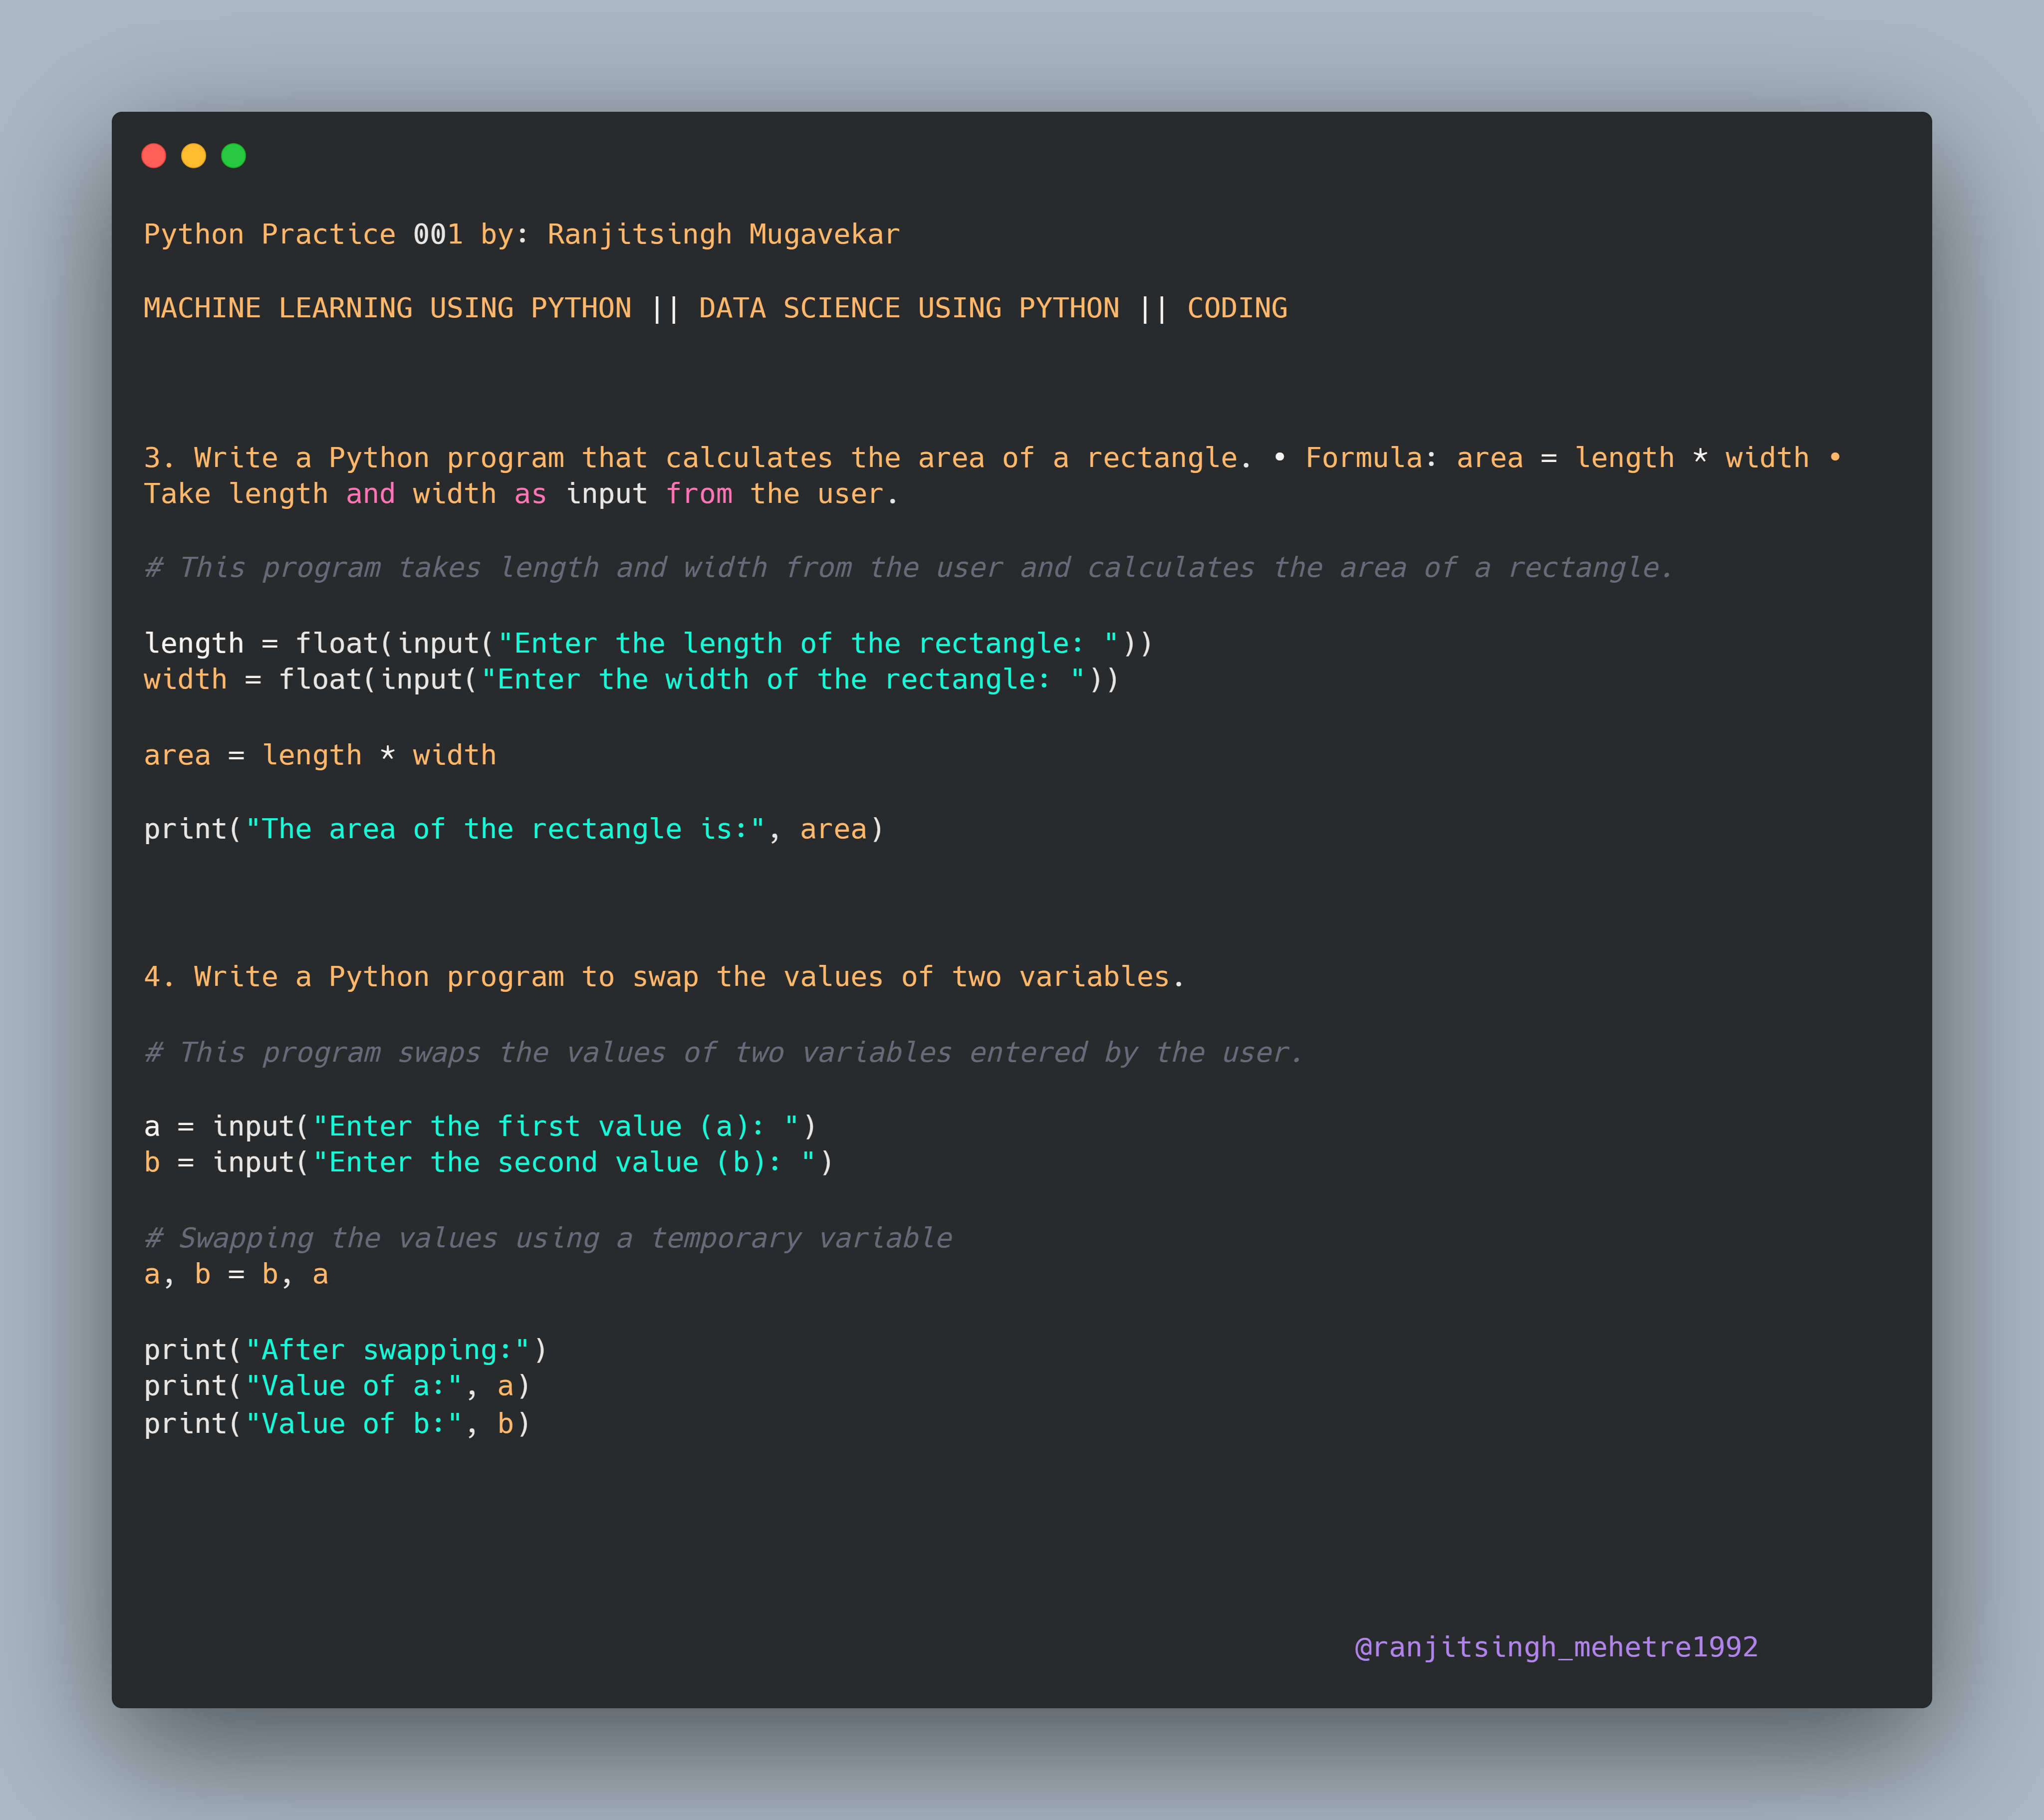 Python Practice 001 by: Ranjitsingh Mugavekar
MACHINE LEARNING USING PYTHON || DATA SCIENCE USING PYTHON || CODING
3. Write a Python program that calculates the area of a rectangle. • Formula: area = length * width •
Take length and width as input from the user.
# This program takes length and width from the user and calculates the area of a rectangle.
length = float(input("Enter the length of the rectangle: "))
width = float(input("Enter the width of the rectangle: "))
area = length * width
print("The area of the rectangle is:", area)
4. Write a Python program to swap the values of two variables.
# This program swaps the values of two variables entered by the user.
a = input("Enter the first value (a): ")
b = input("Enter the second value (b): ")
# Swapping the values using a temporary variable
a, b = b, a
print("After swapping:")
print("Value of a:", a)
print("Value of b:", b)
@ranjitsingh_mehetre1992